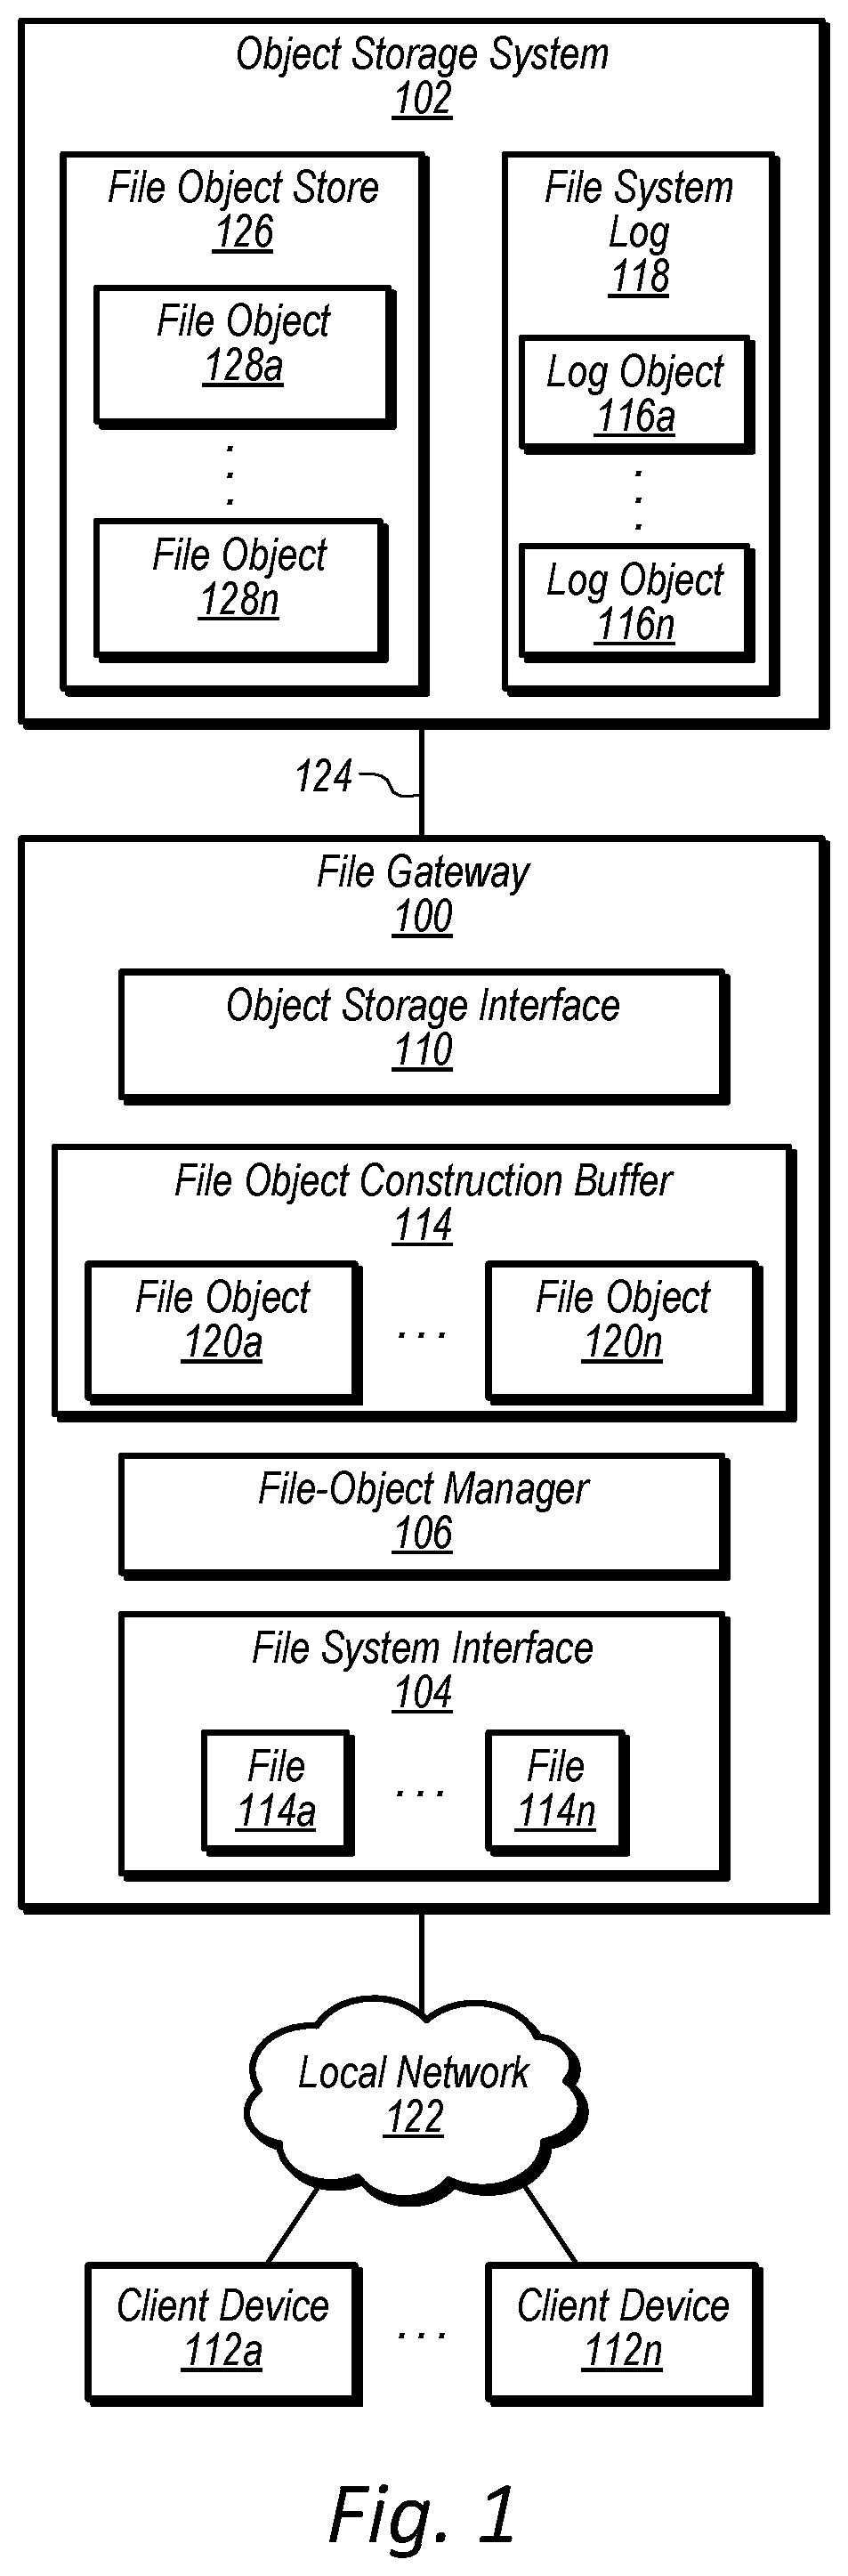 Object Storage System
102
File Object Store
126
File Object
128a
File Object
128n
File System
Log
118
Log Object
116a
Log Object
116n
124
File Gateway
100
Object Storage Interface
110
File Object Construction Buffer
114
File Object
120a
File Object
120n
File-Object Manager
106
File System Interface
104
File
114a
File
114n
Local Network
122
Client Device
112a
Client Device
112n
Fig. 1